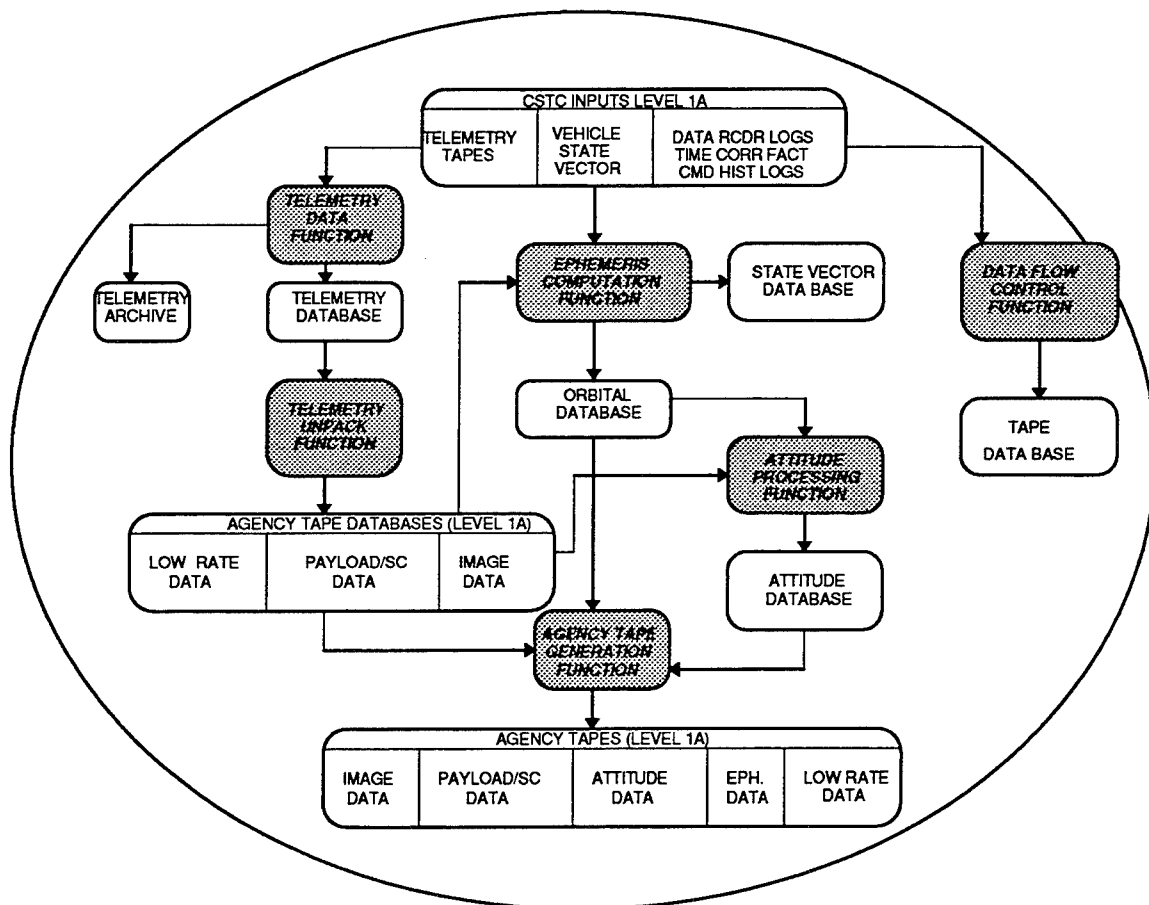 CSTC INPUTS LEVEL 1A
TELEMETRY
TAPES
VEHICLE
STATE
VECTOR
DATA RCDR LOGS
TIME CORR FACT
CMD HIST LOGS
TELEMETRY
DATA
FUNCTION
EPHEMERIS
COMPUTATION
FUNCTION
STATE VECTOR
DATA BASE
DATA FLOW
CONTROL
FUNCTION
TELEMETRY
ARCHIVE
TELEMETRY
DATABASE
TELEMETRY
UNPACK
FUNCTION
ORBITAL
DATABASE
TAPE
DATA BASE
ATTITUDE
PROCESSING
FUNCTION
AGENCY TAPE DATABASES (LEVEL 1A)
LOW RATE
DATA
PAYLOAD/SC
DATA
IMAGE
DATA
ATTITUDE
DATABASE
AGENCY TAPE
GENERATION
FUNCTION
AGENCY TAPES (LEVEL 1A)
IMAGE
DATA
PAYLOAD/SC
DATA
ATTITUDE
DATA
EPH.
DATA
LOW RATE
DATA